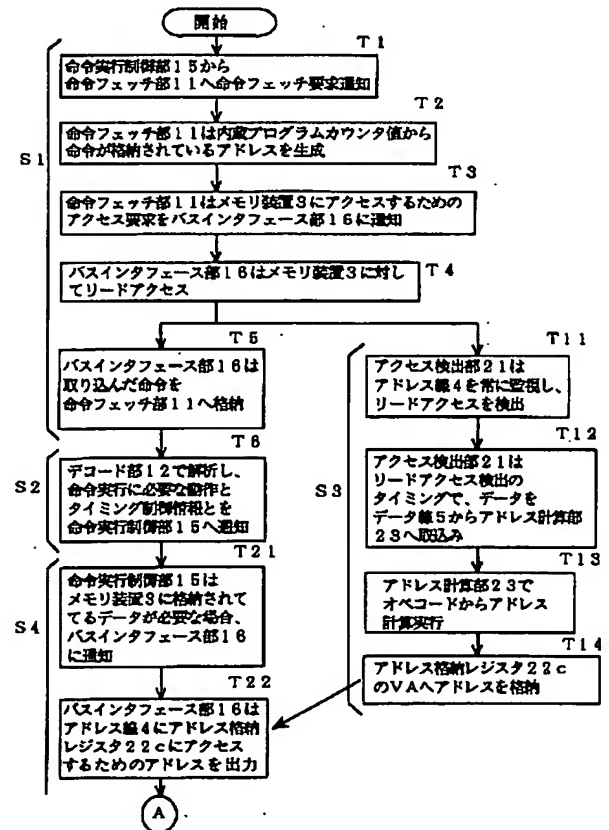 開始
T1
命令実行制御部15から
命令フェッチ部11へ命令フェッチ要求通知
T2
命令フェッチ部11は内蔵プログラムカウンタ値から
命令が格納されているアドレスを生成
S1
T3
命令フェッチ部11はメモリ装置3にアクセスするための
アクセス要求をバスインタフェース部16に通知
T4
バスインタフェース部16はメモリ装置3に対し
てリードアクセス
T5
バスインタフェース部16は
取り込んだ命令を
命令フェッチ部11へ格納
T6
S2
デコード部12で解析し、
命令実行に必要な動作と
タイミング制御情報とを
命令実行制御部15へ通知
T21
S4
命令実行制御部15は
メモリ装置3に格納されて
てるデータが必要な場合、
バスインタフェース部16
に通知
T22
バスインタフェース部16は
アドレス線4にアドレス格納
レジスタ22cにアクセス
するためのアドレスを出力
A
T11
アクセス検出部21は
アドレス線4を常に監視し、
リードアクセスを検出
T12
S3
アクセス検出部21は
リードアクセス検出の
タイミングで、データを
データ線5からアドレス計算部
23へ取込み
T13
アドレス計算部23で
オペコードからアドレス
計算実行
T14
アドレス格納レジスタ22c
のVAへアドレスを格納